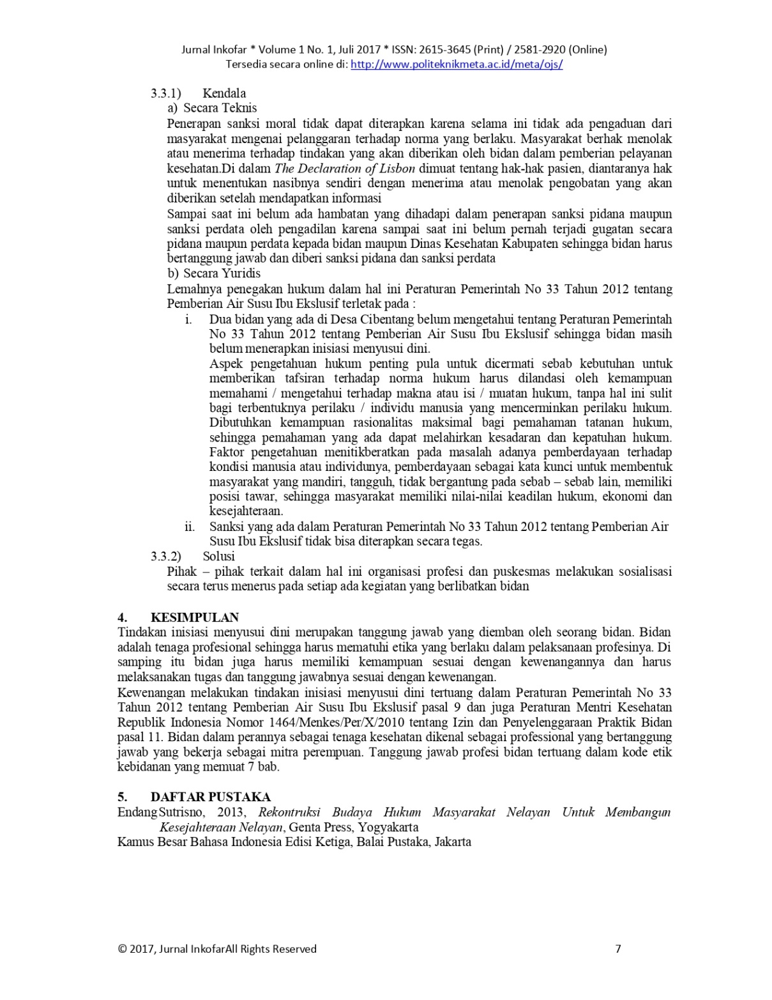 Jurnal Inkofar * Volume 1 No. 1, Juli 2017 * ISSN: 2615-3645 (Print) / 2581-2920 (Online)
Tersedia secara online di: http://www.politeknikmeta.ac.id/meta/ojs/
3.3.1) Kendala
a) Secara Teknis
Penerapan sanksi moral tidak dapat diterapkan karena selama ini tidak ada pengaduan dari
masyarakat mengenai pelanggaran terhadap norma yang berlaku. Masyarakat berhak menolak
atau menerima terhadap tindakan yang akan diberikan oleh bidan dalam pemberian pelayanan
kesehatan.Di dalam The Declaration of Lisbon dimuat tentang hak-hak pasien, diantaranya hak
untuk menentukan nasibnya sendiri dengan menerima atau menolak pengobatan yang akan
diberikan setelah mendapatkan informasi
Sampai saat ini belum ada hambatan yang dihadapi dalam penerapan sanksi pidana maupun
sanksi perdata oleh pengadilan karena sampai saat ini belum pernah terjadi gugatan secara
pidana maupun perdata kepada bidan maupun Dinas Kesehatan Kabupaten sehingga bidan harus
bertanggung jawab dan diberi sanksi pidana dan sanksi perdata
b) Secara Yuridis
Lemahnya penegakan hukum dalam hal ini Peraturan Pemerintah No 33 Tahun 2012 tentang
Pemberian Air Susu Ibu Ekslusif terletak pada :
i. Dua bidan yang ada di Desa Cibentang belum mengetahui tentang Peraturan Pemerintah
No 33 Tahun 2012 tentang Pemberian Air Susu Ibu Ekslusif sehingga bidan masih
belum menerapkan inisiasi menyusui dini.
Aspek pengetahuan hukum penting pula untuk dicermati sebab kebutuhan untuk
memberikan tafsiran terhadap norma hukum harus dilandasi oleh kemampuan
memahami / mengetahui terhadap makna atau isi / muatan hukum, tanpa hal ini sulit
bagi terbentuknya perilaku / individu manusia yang mencerminkan perilaku hukum.
Dibutuhkan kemampuan rasionalitas maksimal bagi pemahaman tatanan hukum,
sehingga pemahaman yang ada dapat melahirkan kesadaran dan kepatuhan hukum.
Faktor pengetahuan menitikberatkan pada masalah adanya pemberdayaan terhadap
kondisi manusia atau individunya, pemberdayaan sebagai kata kunci untuk membentuk
masyarakat yang mandiri, tangguh, tidak bergantung pada sebab – sebab lain, memiliki
posisi tawar, sehingga masyarakat memiliki nilai-nilai keadilan hukum, ekonomi dan
kesejahteraan.
ii. Sanksi yang ada dalam Peraturan Pemerintah No 33 Tahun 2012 tentang Pemberian Air
Susu Ibu Ekslusif tidak bisa diterapkan secara tegas.
3.3.2) Solusi
Pihak – pihak terkait dalam hal ini organisasi profesi dan puskesmas melakukan sosialisasi
secara terus menerus pada setiap ada kegiatan yang berlibatkan bidan
4. KESIMPULAN
Tindakan inisiasi menyusui dini merupakan tanggung jawab yang diemban oleh seorang bidan. Bidan
adalah tenaga profesional sehingga harus mematuhi etika yang berlaku dalam pelaksanaan profesinya. Di
samping itu bidan juga harus memiliki kemampuan sesuai dengan kewenangannya dan harus
melaksanakan tugas dan tanggung jawabnya sesuai dengan kewenangan.
Kewenangan melakukan tindakan inisiasi menyusui dini tertuang dalam Peraturan Pemerintah No 33
Tahun 2012 tentang Pemberian Air Susu Ibu Ekslusif pasal 9 dan juga Peraturan Mentri Kesehatan
Republik Indonesia Nomor 1464/Menkes/Per/X/2010 tentang Izin dan Penyelenggaraan Praktik Bidan
pasal 11. Bidan dalam perannya sebagai tenaga kesehatan dikenal sebagai professional yang bertanggung
jawab yang bekerja sebagai mitra perempuan. Tanggung jawab profesi bidan tertuang dalam kode etik
kebidanan yang memuat 7 bab.
5. DAFTAR PUSTAKA
EndangSutrisno, 2013, Rekontruksi Budaya Hukum Masyarakat Nelayan Untuk Membangun
Kesejahteraan Nelayan, Genta Press, Yogyakarta
Kamus Besar Bahasa Indonesia Edisi Ketiga, Balai Pustaka, Jakarta
© 2017, Jurnal InkofarAll Rights Reserved 7